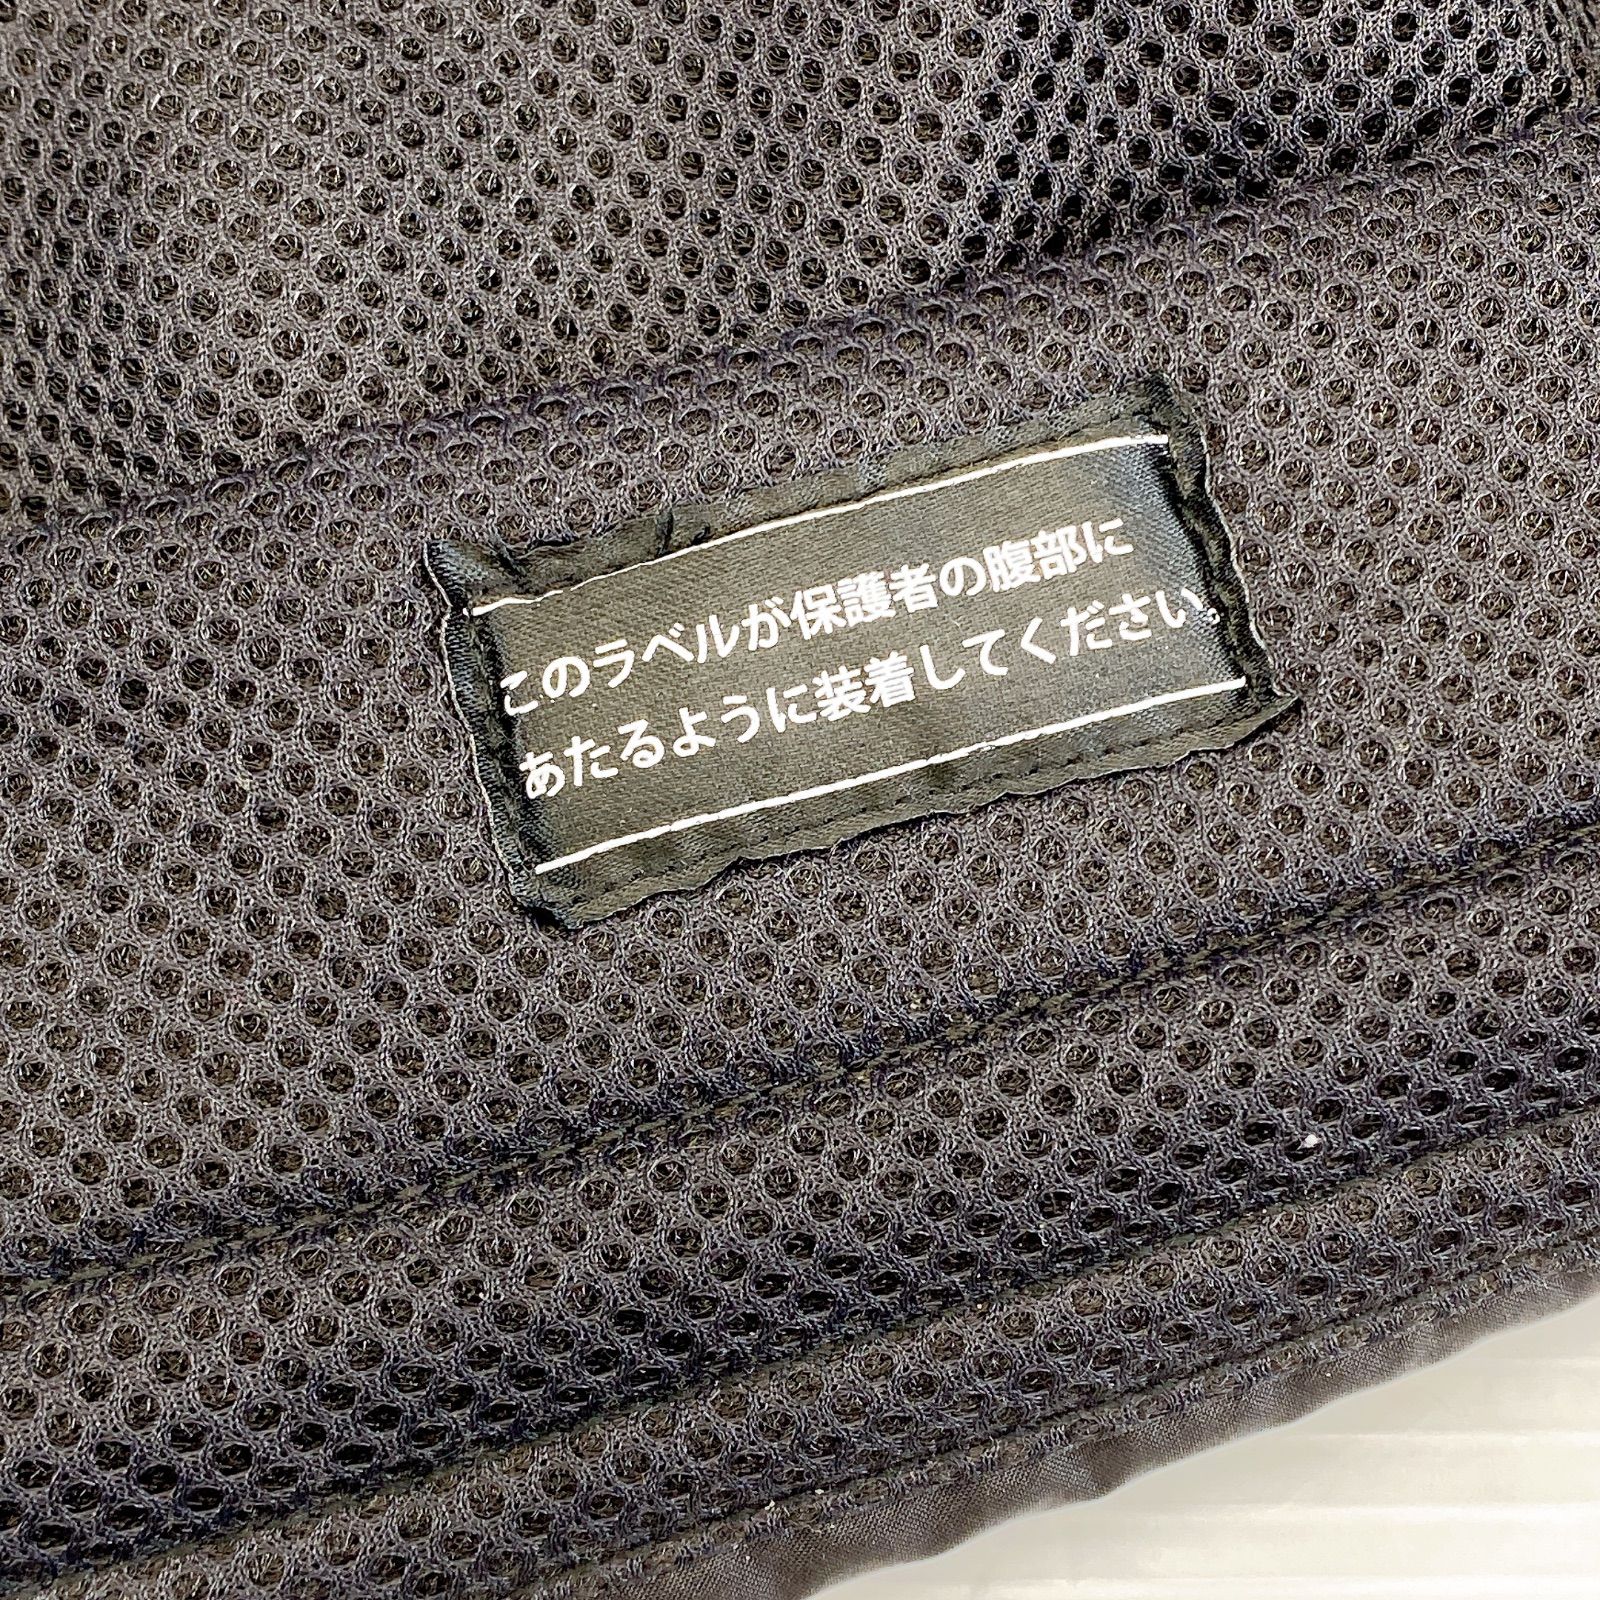 このラベルが保護者の腹部に
あたるように装着してください。